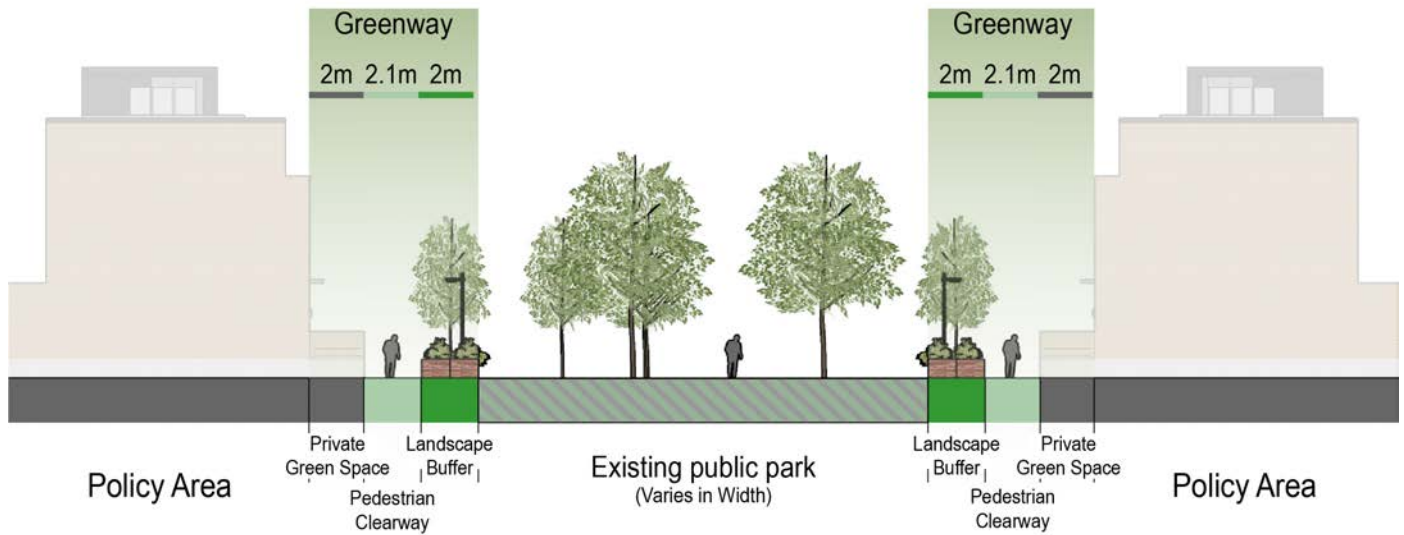 Greenway
Greenway
2m 2.1m 2m
2m 2.1m 2m
Private
Green Space
Landscape
Buffer
Pedestrian
Clearway
Policy Area
Existing public park
(Varies in Width)
Landscape
Buffer
Private
Green Space
Pedestrian
Clearway
Policy Area